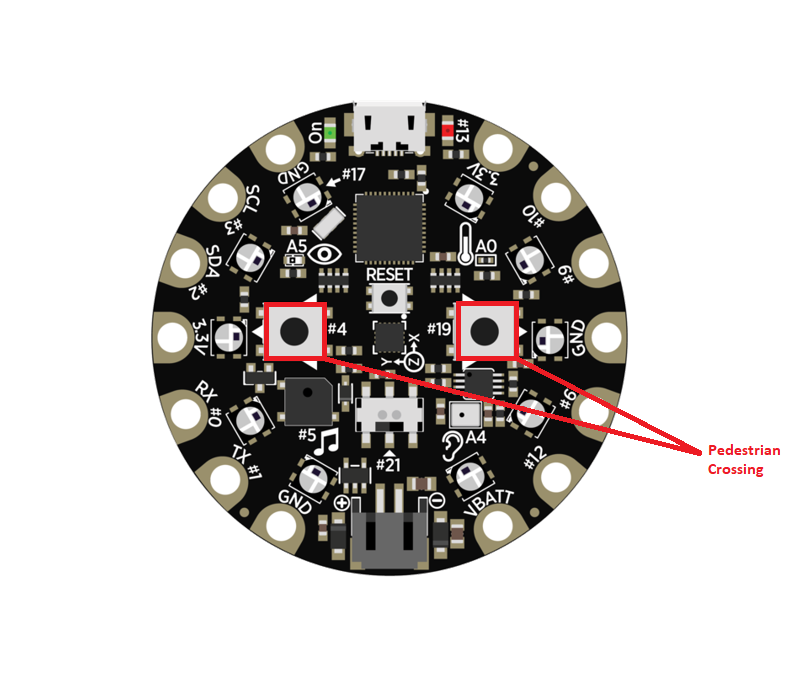 On
#13
GND
#17
3.3V
SCL
#10
#3
A5
A0
SDA
#9
#2
RESET
3.3V
#4
#19
X
GND
Y
Z
RX
#0
#6
#5
A4
TX
#1
#21
#12
GND
VBATT
Pedestrian
Crossing